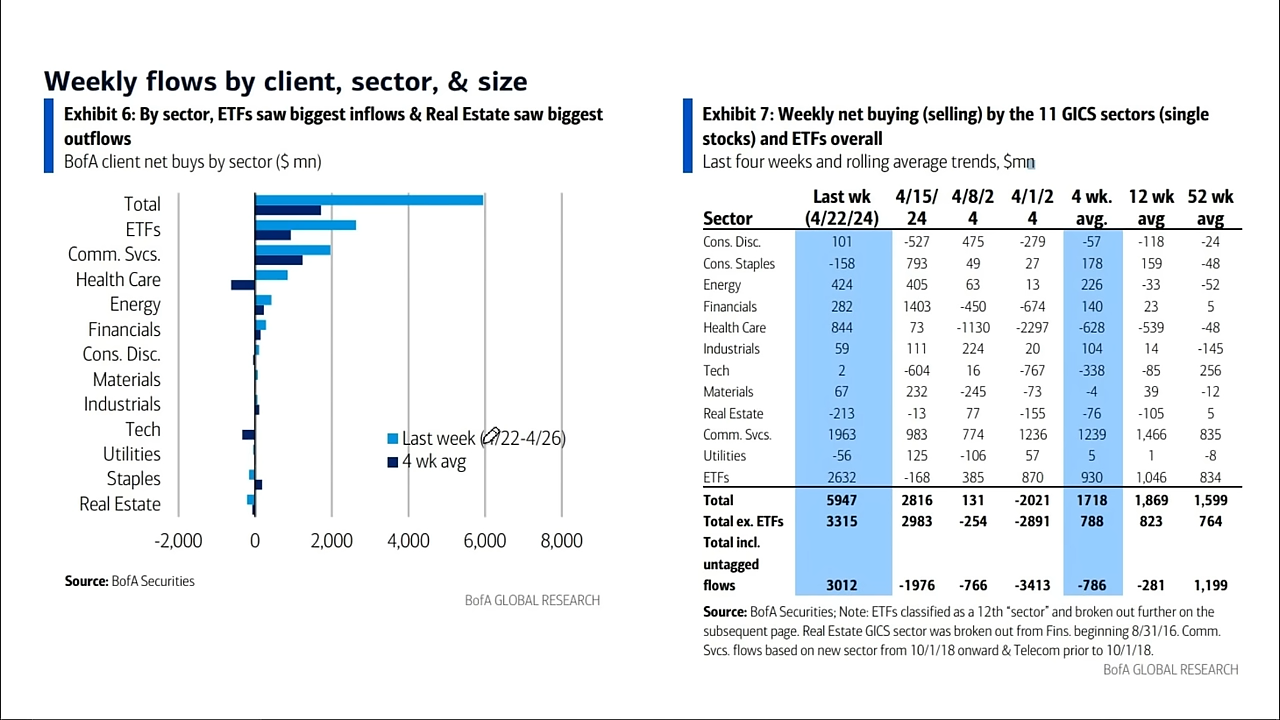 Weekly flows by client, sector, & size
Exhibit 6: By sector, ETFs saw biggest inflows & Real Estate saw biggest
outflows
BofA client net buys by sector ($ mn)
Total
ETFs
Comm. Svcs.
Health Care
Energy
Financials
Cons. Disc.
Materials
Industrials
Tech
Utilities
Staples
Real Estate
Last week (4/22-4/26)
4 wk avg
-2,000 0 2,000 4,000 6,000 8,000
Source: BofA Securities
BofA GLOBAL RESEARCH
Exhibit 7: Weekly net buying (selling) by the 11 GICS sectors (single
stocks) and ETFs overall
Last four weeks and rolling average trends, $mn
Last wk 4/15/ 4/8/2 4/1/2 4 wk. 12 wk 52 wk
Sector (4/22/24) 24 4 4 avg. avg avg
Cons. Disc. 101 -527 475 -279 -57 -118 -24
Cons. Staples -158 793 49 27 178 159 -48
Energy 424 405 63 13 226 -33 -52
Financials 282 1403 -450 -674 140 23 5
Health Care 844 73 -1130 -2297 -628 -539 -48
Industrials 59 111 224 20 104 14 -145
Tech 2 -604 16 -767 -338 -85 256
Materials 67 232 -245 -73 -4 39 -12
Real Estate -213 -13 77 -155 -76 -105 5
Comm. Svcs. 1963 983 774 1236 1239 1,466 835
Utilities -56 125 -106 57 5 1 -8
ETFs 2632 -168 385 870 930 1,046 834
Total 5947 2816 131 -2021 1718 1,869 1,599
Total ex. ETFs 3315 2983 -254 -2891 788 823 764
Total incl.
untagged
flows 3012 -1976 -766 -3413 -786 -281 1,199
Source: BofA Securities; Note: ETFs classified as a 12th “sector” and broken out further on the
subsequent page. Real Estate GICS sector was broken out from Fins. beginning 8/31/16. Comm.
Svcs. flows based on new sector from 10/1/18 onward & Telecom prior to 10/1/18.
BofA GLOBAL RESEARCH